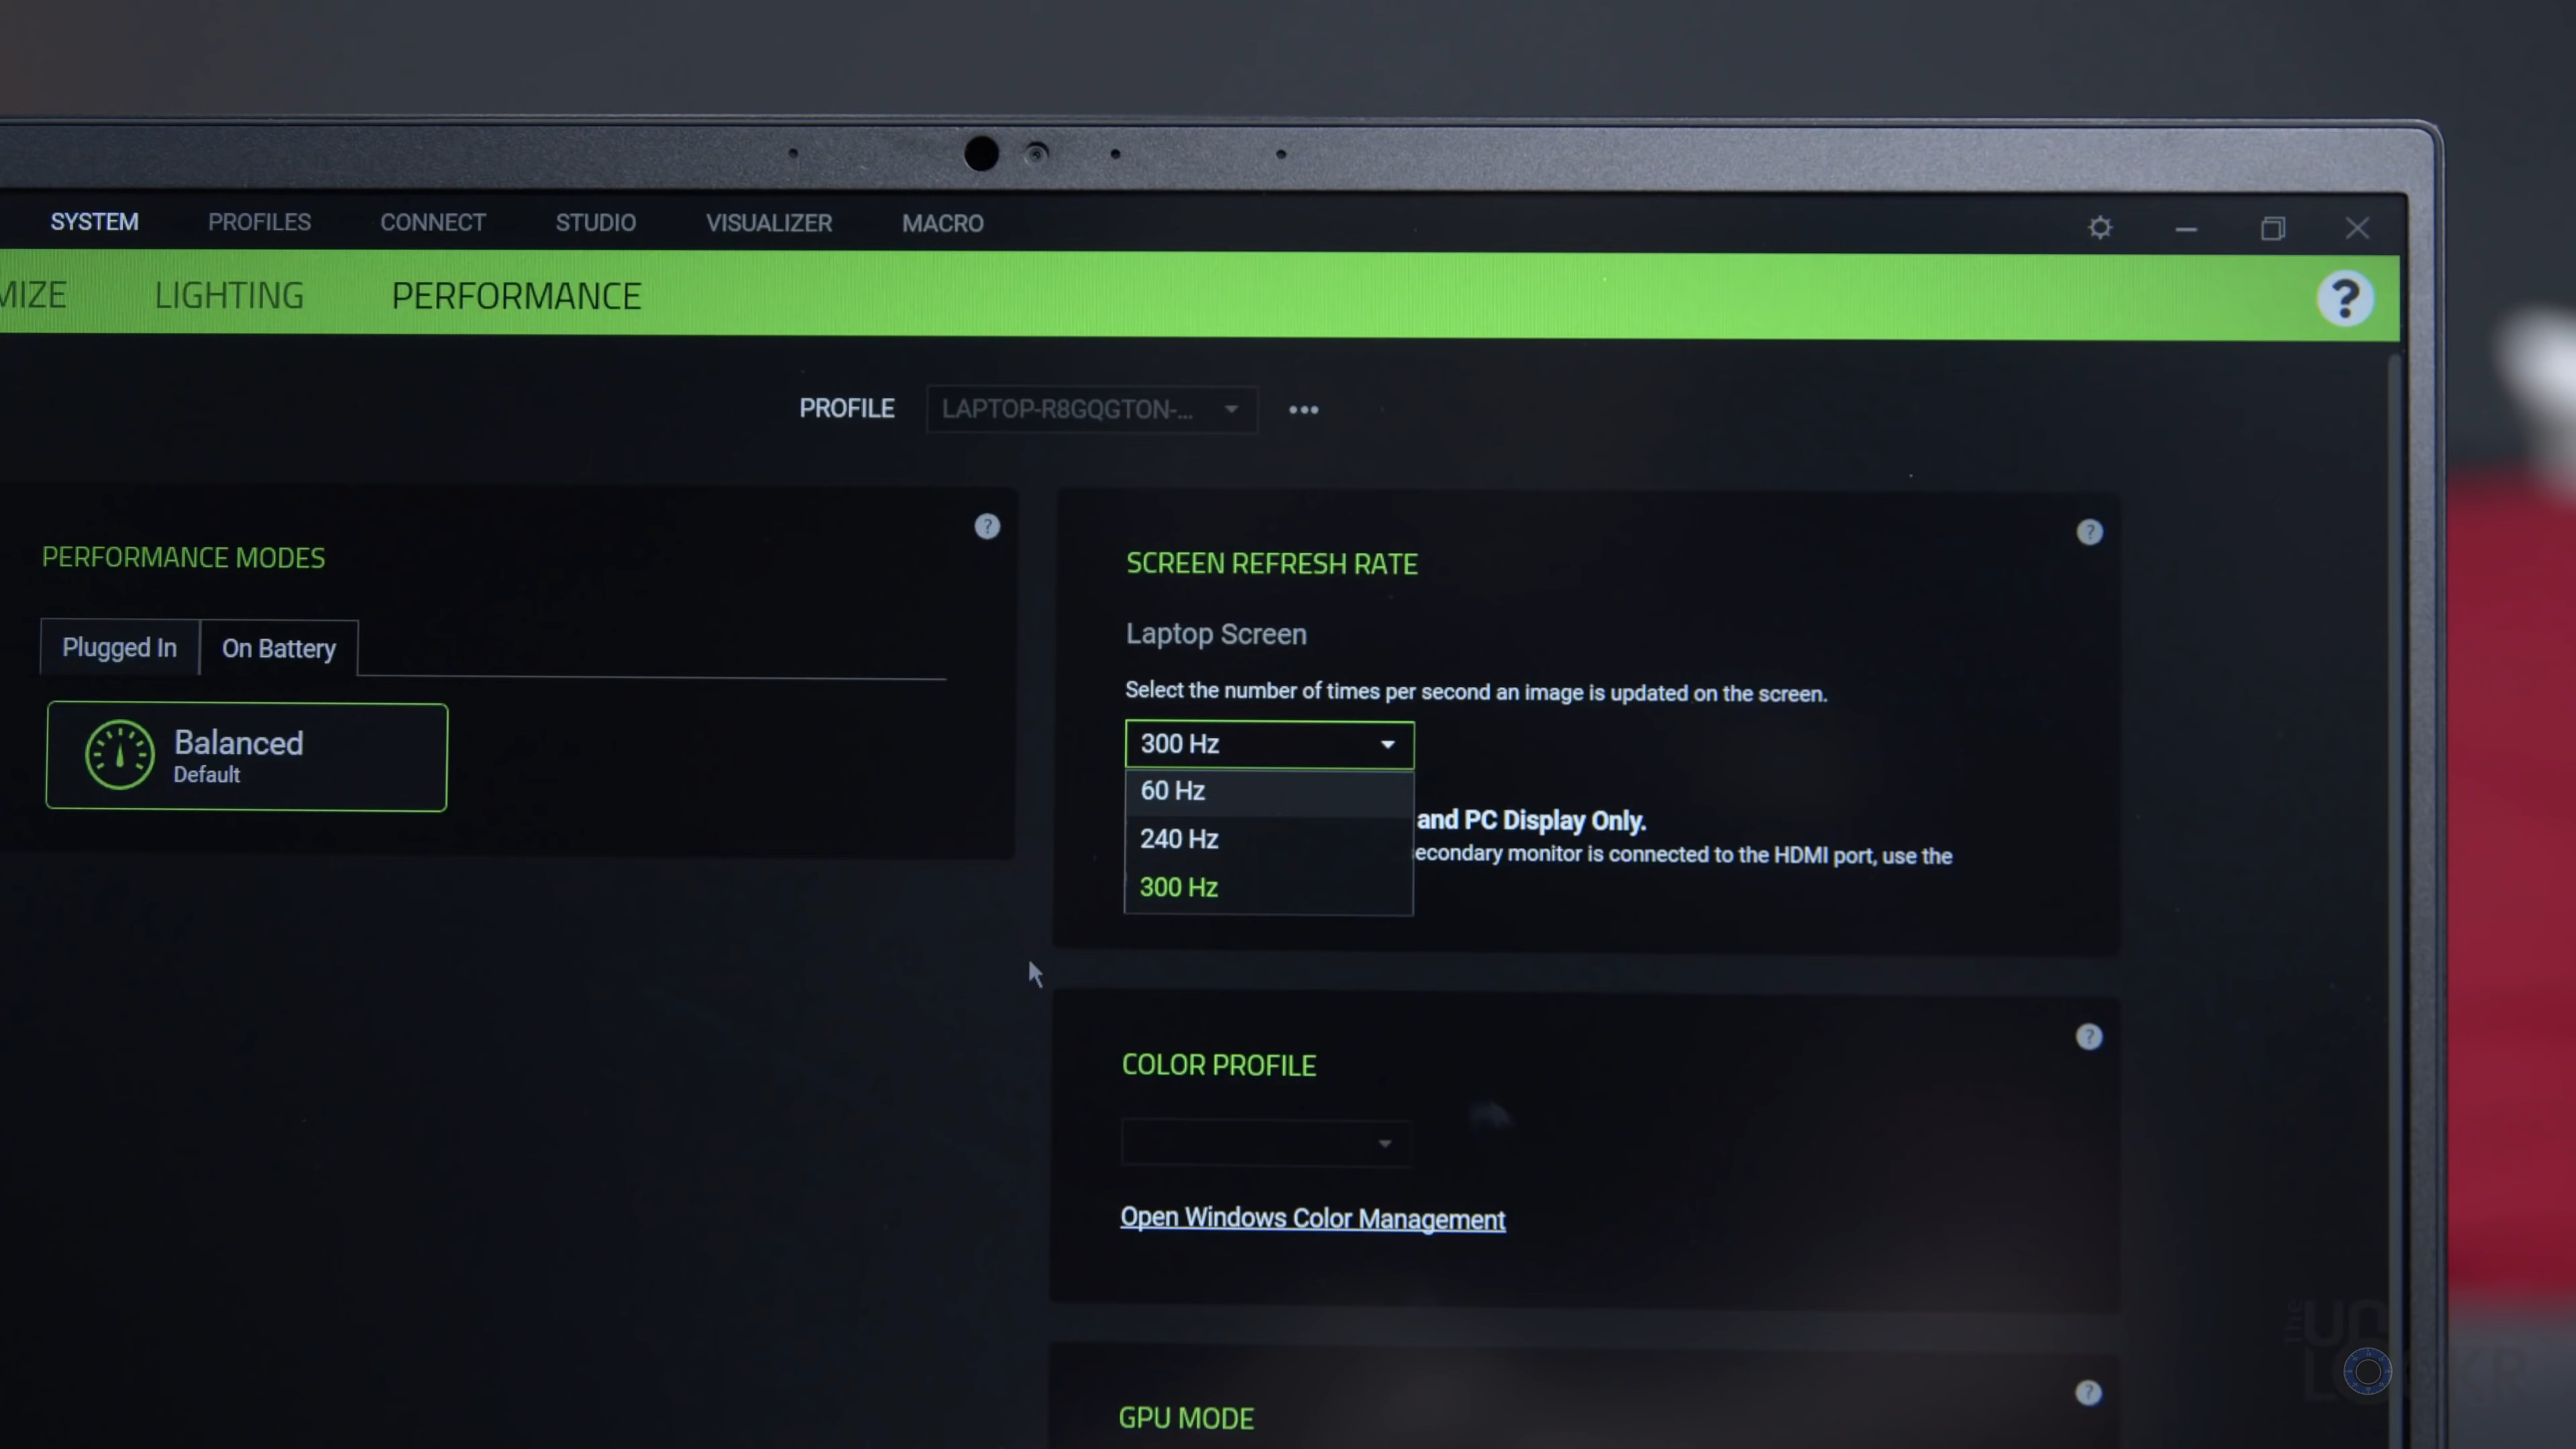 SYSTEM PROFILES CONNECT STUDIO VISUALIZER MACRO
MIZE LIGHTING PERFORMANCE ?
PROFILE LAPTOP-R8GQGTON-... •••
?
PERFORMANCE MODES
Plugged In On Battery
Balanced
Default
?
SCREEN REFRESH RATE
Laptop Screen
Select the number of times per second an image is updated on the screen.
300 Hz
60 Hz
240 Hz
300 Hz
and PC Display Only.
econdary monitor is connected to the HDMI port, use the
?
COLOR PROFILE
Open Windows Color Management
?
GPU MODE
the
UN
LOCKR